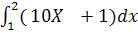 ∫₁²(10X + 1)dx